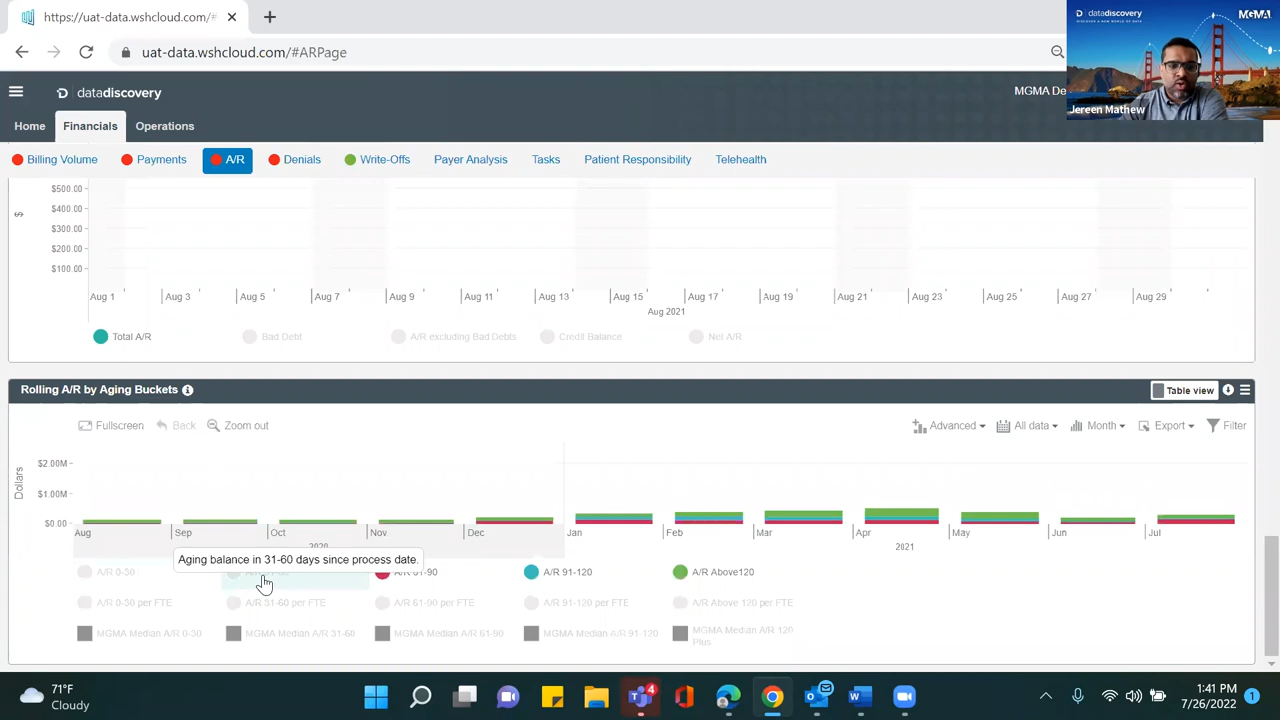 https://uat-data.wshcloud.com/#
uat-data.wshcloud.com/#ARPage
datadiscovery
DISCOVER A NEW WORLD OF DATA
MGMA
Jereen Mathew
datadiscovery
MGMA De
Home Financials Operations
Billing Volume Payments A/R Denials Write-Offs Payer Analysis Tasks Patient Responsibility Telehealth
$
$500.00
$400.00
$300.00
$200.00
$100.00
Aug 1 Aug 3 Aug 5 Aug 7 Aug 9 Aug 11 Aug 13 Aug 15 Aug 17 Aug 19 Aug 21 Aug 23 Aug 25 Aug 27 Aug 29
Aug 2021
Total A/R Bad Debt A/R excluding Bad Debts Credit Balance Net A/R
Rolling A/R by Aging Buckets
Table view
Fullscreen Back Zoom out Advanced All data Month Export Filter
Dollars
$2.00M
$1.00M
$0.00
Aug Sep Oct Nov Dec Jan Feb Mar Apr May Jun Jul
2020 2021
Aging balance in 31-60 days since process date.
A/R 0-30 A/R 61-90 A/R 91-120 A/R Above120
A/R 0-30 per FTE A/R 31-60 per FTE A/R 61-90 per FTE A/R 91-120 per FTE A/R Above 120 per FTE
MGMA Median A/R 0-30 MGMA Median A/R 31-60 MGMA Median A/R 61-90 MGMA Median A/R 91-120 MGMA Median A/R 120
Plus
71°F
Cloudy
4
1:41 PM
7/26/2022
1